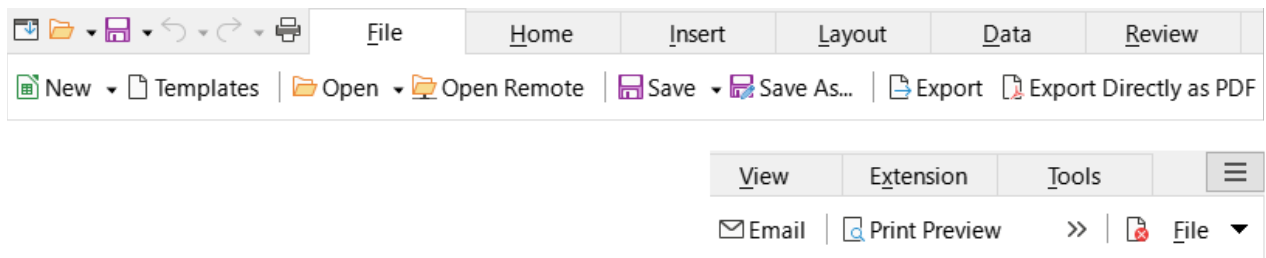 File Home Insert Layout Data Review
New Templates Open Open Remote Save Save As... Export Export Directly as PDF
View Extension Tools
Email Print Preview File